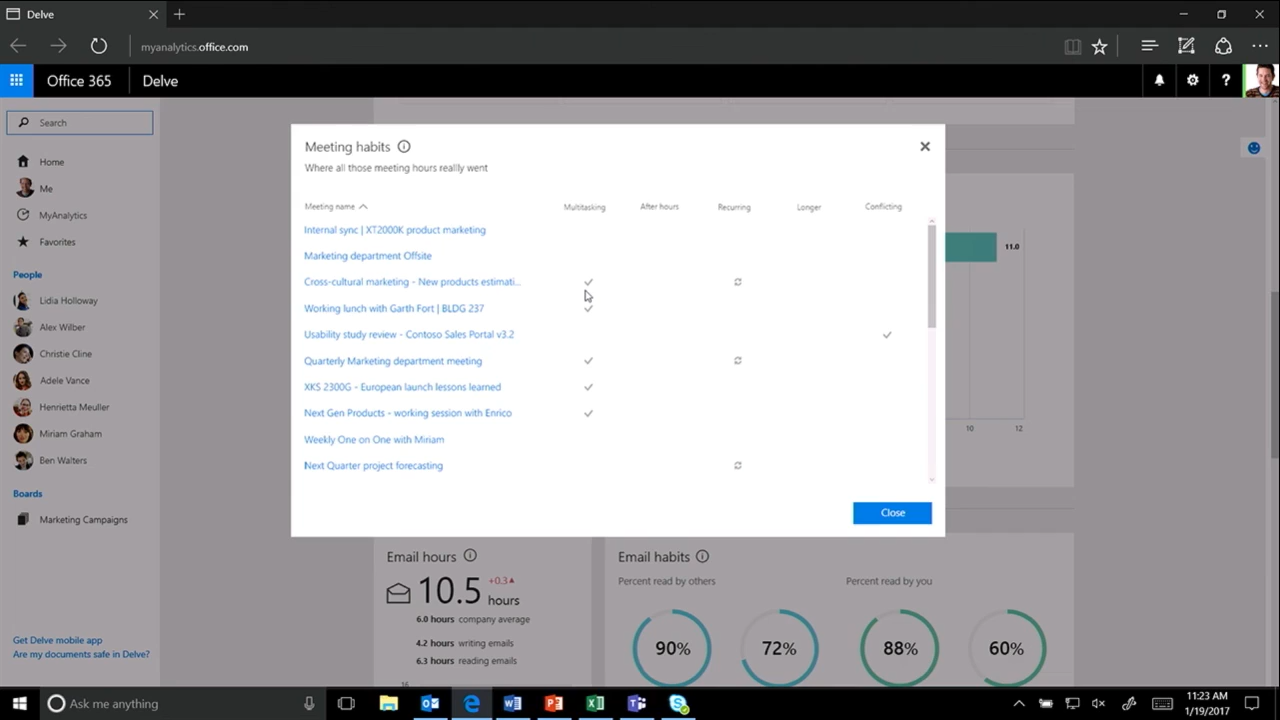 Delve
myanalytics.office.com
Office 365 Delve
Search
Home
Me
MyAnalytics
Favorites
People
Lidia Holloway
Alex Wilber
Christie Cline
Adele Vance
Henrietta Meuller
Miriam Graham
Ben Walters
Boards
Marketing Campaigns
Get Delve mobile app
Are my documents safe in Delve?
Meeting habits
Where all those meeting hours really went
Meeting name Multitasking After hours Recurring Longer Conflicting
Internal sync | XT2000K product marketing
Marketing department Offsite
Cross-cultural marketing - New products estimati...
Working lunch with Garth Fort | BLDG 237
Usability study review - Contoso Sales Portal v3.2
Quarterly Marketing department meeting
XKS 2300G - European launch lessons learned
Next Gen Products - working session with Enrico
Weekly One on One with Miriam
Next Quarter project forecasting
Close
11.0
10 12
Email hours
10.5 hours +0.3
6.0 hours company average
4.2 hours writing emails
6.3 hours reading emails
16
Email habits
Percent read by others Percent read by you
90% 72% 88% 60%
Ask me anything
11:23 AM
1/19/2017